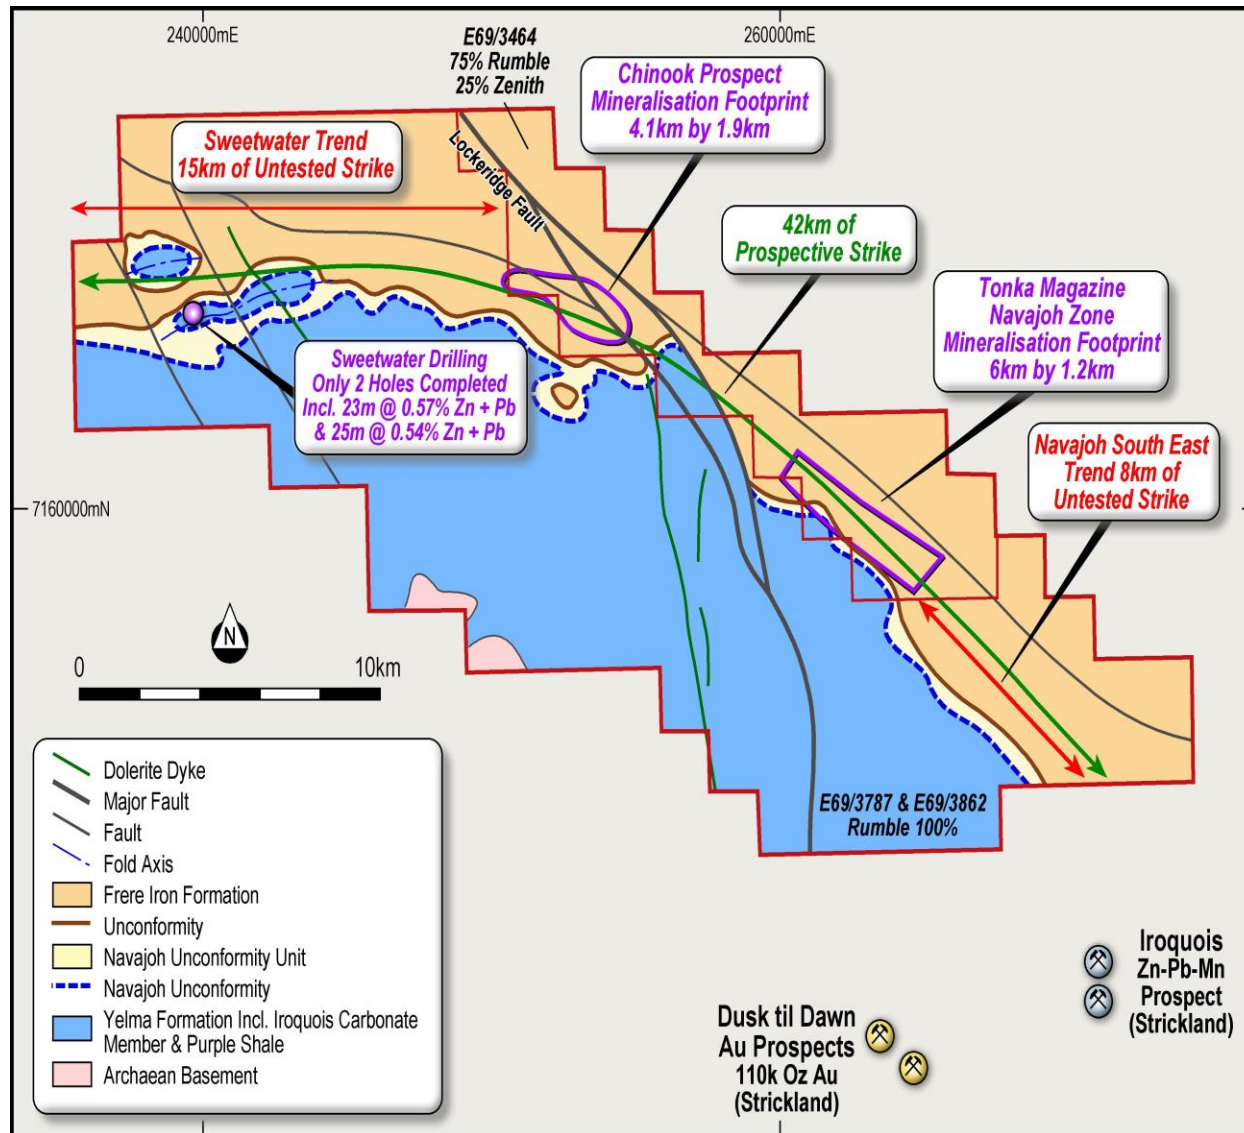 240000mE
260000mE
E69/3464
75% Rumble
25% Zenith
Chinook Prospect
Mineralisation Footprint
4.1km by 1.9km
Sweetwater Trend
15km of Untested Strike
Lockeridge Fault
42km of
Prospective Strike
Tonka Magazine
Navajoh Zone
Mineralisation Footprint
6km by 1.2km
Sweetwater Drilling
Only 2 Holes Completed
Incl. 23m @ 0.57% Zn + Pb
& 25m @ 0.54% Zn + Pb
Navajoh South East
Trend 8km of
Untested Strike
7160000mN
N
0 10km
Dolerite Dyke
Major Fault
Fault
Fold Axis
Frere Iron Formation
Unconformity
Navajoh Unconformity Unit
Navajoh Unconformity
Yelma Formation Incl. Iroquois Carbonate
Member & Purple Shale
Archaean Basement
E69/3787 & E69/3862
Rumble 100%
Iroquois
Zn-Pb-Mn
Prospect
(Strickland)
Dusk til Dawn
Au Prospects
110k Oz Au
(Strickland)